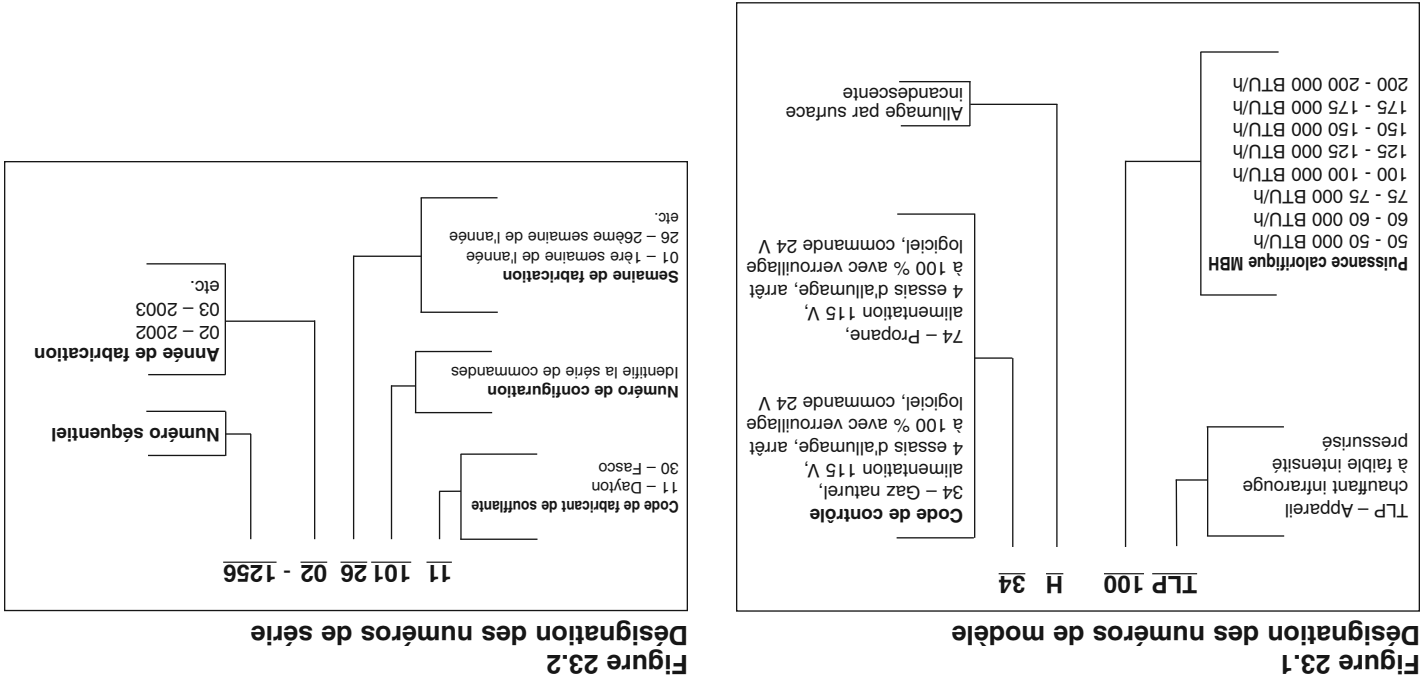 Figure 23.1
Désignation des numéros de modèle
TLP 100 H 34
TLP – Appareil
chauffant infrarouge
à faible intensité
pressurisé
Puissance calorifique MBH
50 - 50 000 BTU/h
60 - 60 000 BTU/h
75 - 75 000 BTU/h
100 - 100 000 BTU/h
125 - 125 000 BTU/h
150 - 150 000 BTU/h
175 - 175 000 BTU/h
200 - 200 000 BTU/h
Code de contrôle
34 – Gaz naturel,
alimentation 115 V,
4 essais d'allumage, arrêt
à 100 % avec verrouillage
logiciel, commande 24 V
74 – Propane,
alimentation 115 V,
4 essais d'allumage, arrêt
à 100 % avec verrouillage
logiciel, commande 24 V
Allumage par surface
incandescente
Figure 23.2
Désignation des numéros de série
11 101 26 02 - 1256
Code de fabricant de soufflante
11 – Dayton
30 – Fasco
Numéro de configuration
Identifie la série de commandes
Semaine de fabrication
01 – 1ère semaine de l'année
26 – 26ème semaine de l'année
etc.
Numéro séquentiel
Année de fabrication
02 – 2002
03 – 2003
etc.